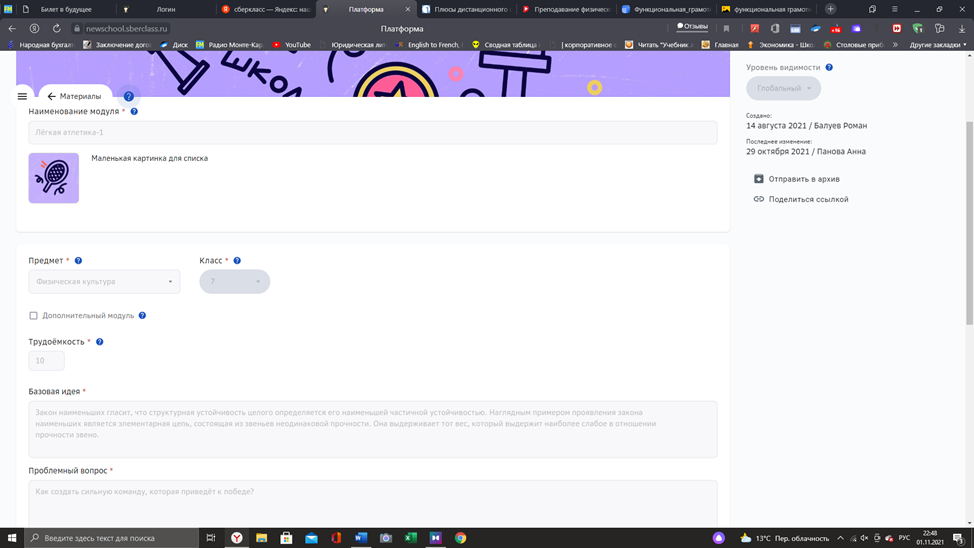 Билет в будущее
Логин
сберкласс — Яндекс: наш
Платформа
Плюсы дистанционного
Преподавание физическ
Функциональная_грамот
функциональная грамот
newschool.sberclass.ru
Платформа
Отзывы
Народная бухгал
Заключение догов
Диск
Радио Монте-Кар
YouTube
Юридическая ли
English to French,
Сводная таблица
[ корпоративное
Читать "Учебник
Главная
Экономика - Шко
Столовые прибо
Другие закладки
ШКОЛ
Материалы
Наименование модуля *
Лёгкая атлетика-1
Маленькая картинка для списка
Предмет *
Класс *
Физическая культура
7
Дополнительный модуль
Трудоёмкость *
10
Базовая идея *
Закон наименьших гласит, что структурная устойчивость целого определяется его наименьшей частичной устойчивостью. Наглядным примером проявления закона
наименьших является элементарная цепь, состоящая из звеньев неодинаковой прочности. Она выдерживает тот вес, который выдержит наиболее слабое в отношении
прочности звено.
Проблемный вопрос *
Как создать сильную команду, которая приведёт к победе?
Уровень видимости
Глобальный
Создано:
14 августа 2021 / Балуев Роман
Последнее изменение:
29 октября 2021 / Панова Анна
Отправить в архив
Поделиться ссылкой
Введите здесь текст для поиска
13°C Пер. облачность
РУС
22:48
01.11.2021